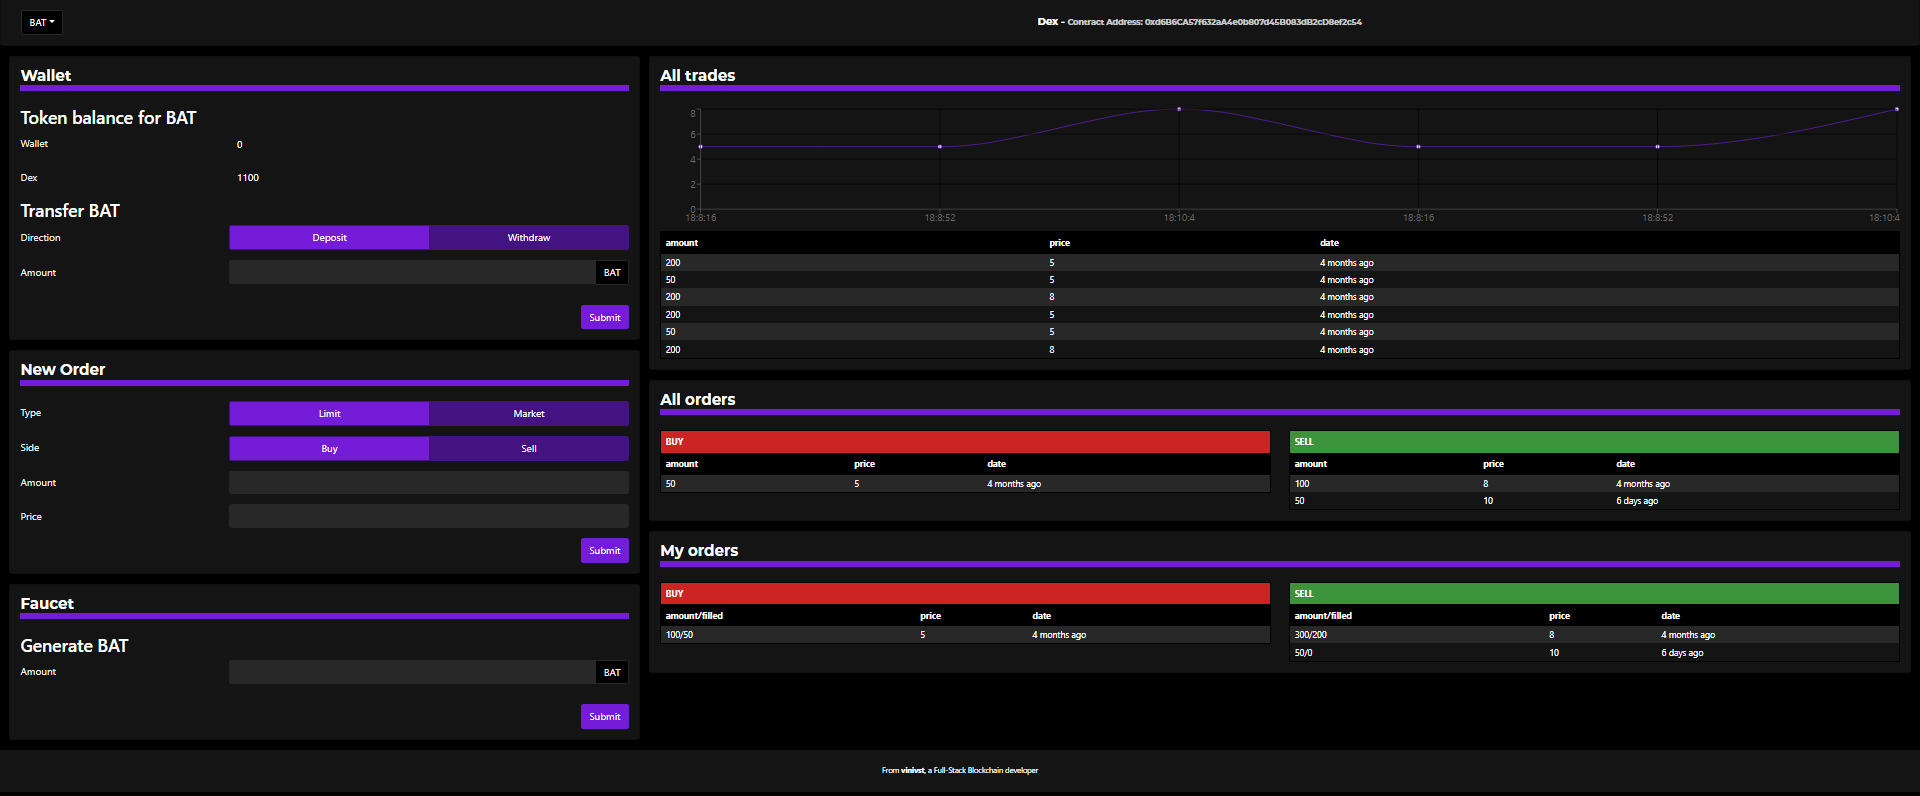 BAT
Dex - Contract Address: 0xd6B6CA57f632aA4e0b807d45B083dB2cD8ef2c54
Wallet
Token balance for BAT
Wallet 0
Dex 1100
Transfer BAT
Direction Deposit Withdraw
Amount BAT
Submit
New Order
Type Limit Market
Side Buy Sell
Amount
Price
Submit
Faucet
Generate BAT
Amount BAT
Submit
All trades
8
6
4
2
0
18:8:16 18:8:52 18:10:4 18:8:16 18:8:52 18:10:4
amount price date
200 5 4 months ago
50 5 4 months ago
200 8 4 months ago
200 5 4 months ago
50 5 4 months ago
200 8 4 months ago
All orders
BUY
amount price date
50 5 4 months ago
SELL
amount price date
100 8 4 months ago
50 10 6 days ago
My orders
BUY
amount/filled price date
100/50 5 4 months ago
SELL
amount/filled price date
300/200 8 4 months ago
50/0 10 6 days ago
From vinivst, a Full-Stack Blockchain developer